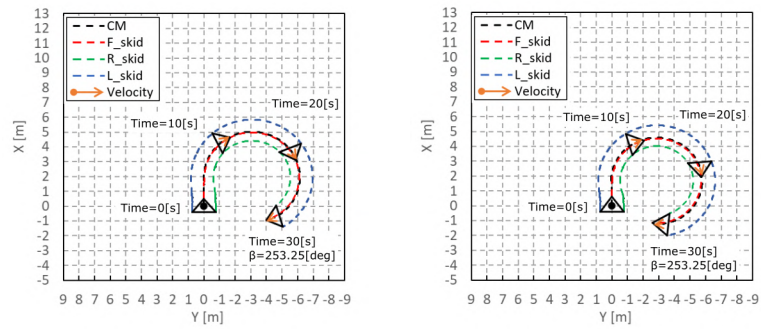 13
12
11
10
9
8
7
6
5
4
3
2
1
0
-1
-2
-3
-4
-5
X [m]
CM
F_skid
R_skid
L_skid
Velocity
Time=20[s]
Time=10[s]
Time=0[s]
Time=30[s]
β=253.25[deg]
9 8 7 6 5 4 3 2 1 0 -1 -2 -3 -4 -5 -6 -7 -8 -9
Y [m]
13
12
11
10
9
8
7
6
5
4
3
2
1
0
-1
-2
-3
-4
-5
X [m]
CM
F_skid
R_skid
L_skid
Velocity
Time=10[s]
Time=20[s]
Time=0[s]
Time=30[s]
β=253.25[deg]
9 8 7 6 5 4 3 2 1 0 -1 -2 -3 -4 -5 -6 -7 -8 -9
Y [m]